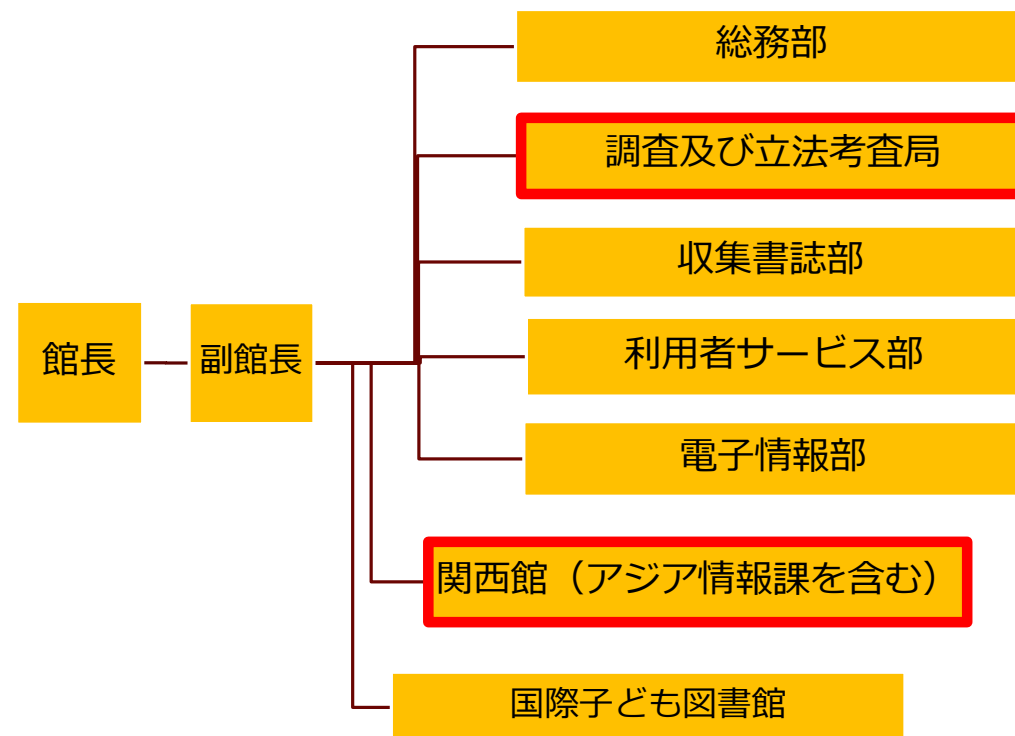 総務部
調査及び立法考査局
収集書誌部
利用者サービス部
電子情報部
館長
副館長
関西館（アジア情報課を含む）
国際子ども図書館